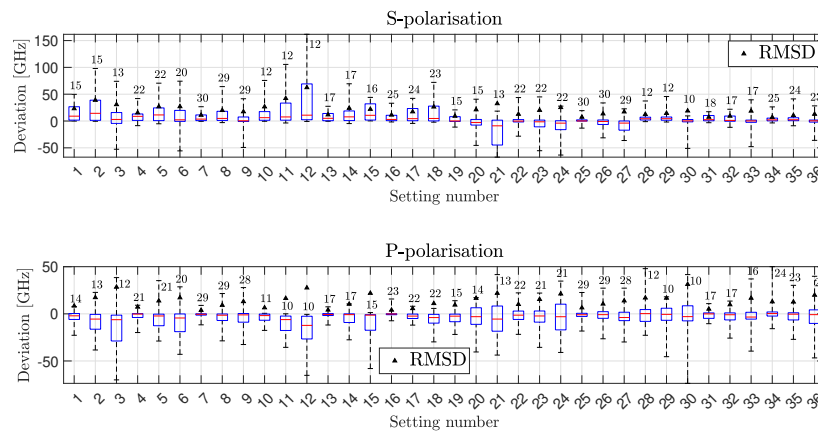 S-polarisation
Deviation [GHz]
150
100
50
0
-50
RMSD
15 15 13 22 22 20 30 29 29 12 12 12 17 17 16 25 24 23 15 23 13 22 22 22 30 30 29 12 12 10 18 17 17 25 24 23
1 2 3 4 5 6 7 8 9 10 11 12 13 14 15 16 17 18 19 20 21 22 23 24 25 26 27 28 29 30 31 32 33 34 35 36
Setting number
P-polarisation
Deviation [GHz]
50
0
-50
14 13 12 21 21 20 29 29 28 11 10 10 17 17 15 23 22 22 15 14 13 22 21 21 29 29 28 12 10 10 17 17 16 24 23
RMSD
1 2 3 4 5 6 7 8 9 10 11 12 13 14 15 16 17 18 19 20 21 22 23 24 25 26 27 28 29 30 31 32 33 34 35 36
Setting number